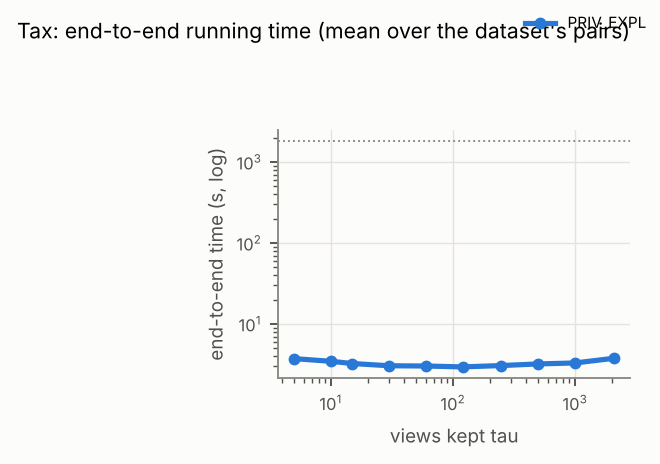 PRIV_EXPL
Tax: end-to-end running time (mean over the dataset's pairs)
end-to-end time (s, log)
10³
10²
10¹
10¹ 10² 10³
views kept tau